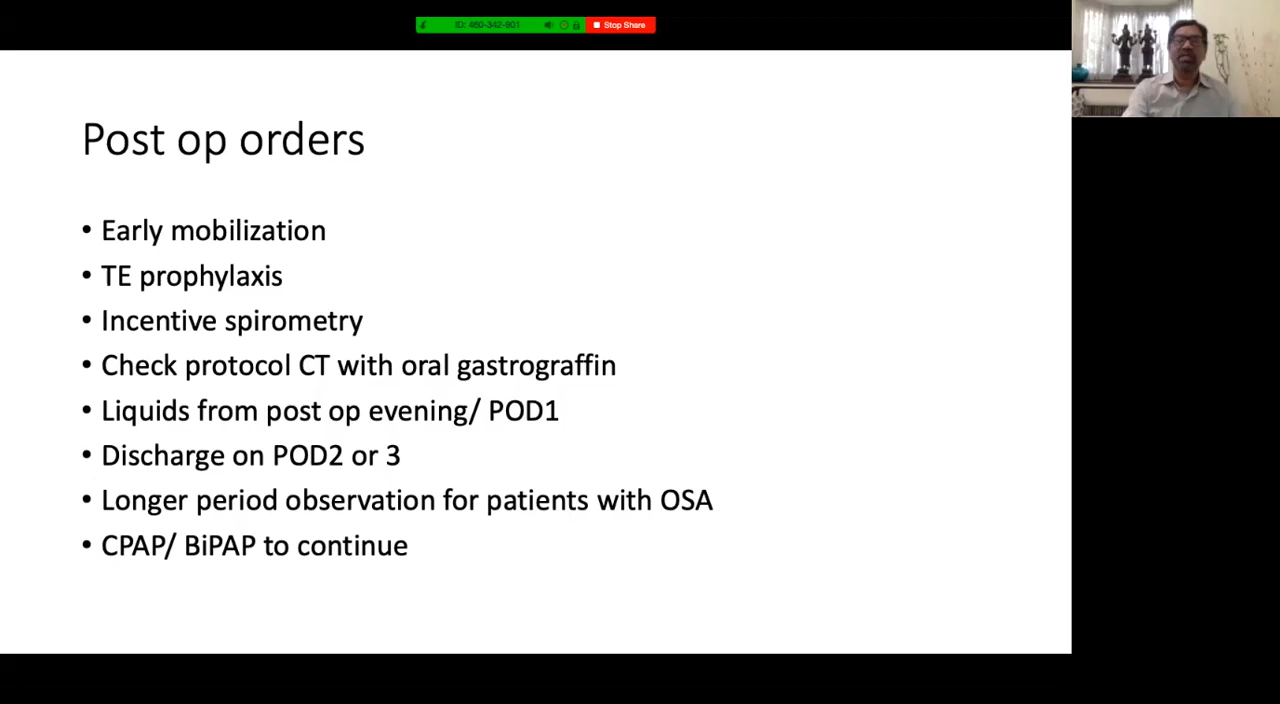 ID: 460-342-901
Stop Share
Post op orders
• Early mobilization
• TE prophylaxis
• Incentive spirometry
• Check protocol CT with oral gastrograffin
• Liquids from post op evening/ POD1
• Discharge on POD2 or 3
• Longer period observation for patients with OSA
• CPAP/ BiPAP to continue